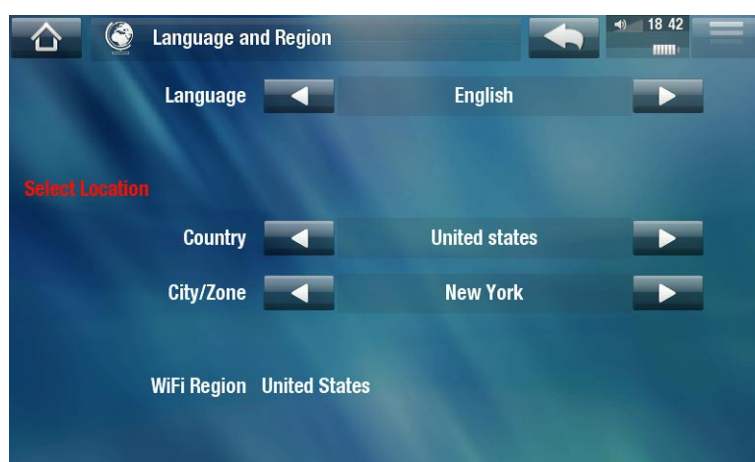 Language and Region
18 42
Language English
Select Location
Country United states
City/Zone New York
WiFi Region United States